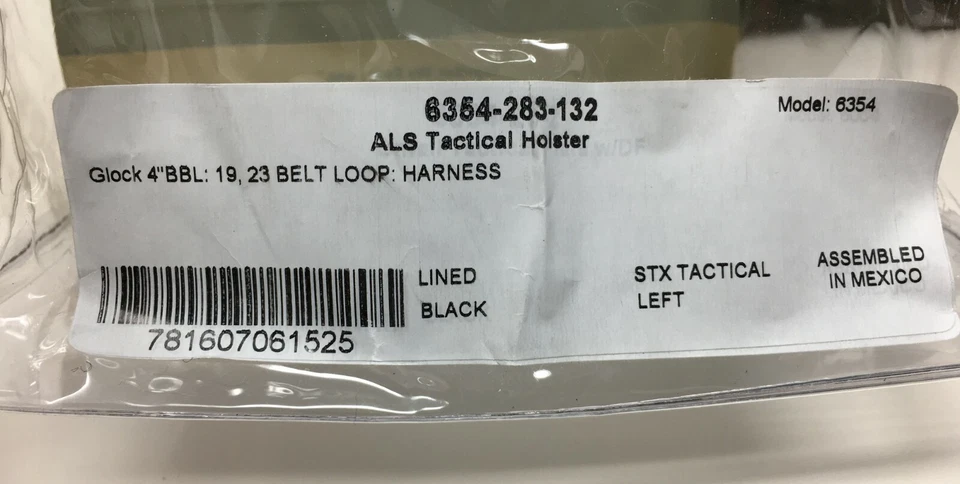 6354-283-132
Model: 6354
ALS Tactical Holster
Glock 4"BBL: 19, 23 BELT LOOP: HARNESS
LINED
BLACK
STX TACTICAL
LEFT
ASSEMBLED
IN MEXICO
781607061525